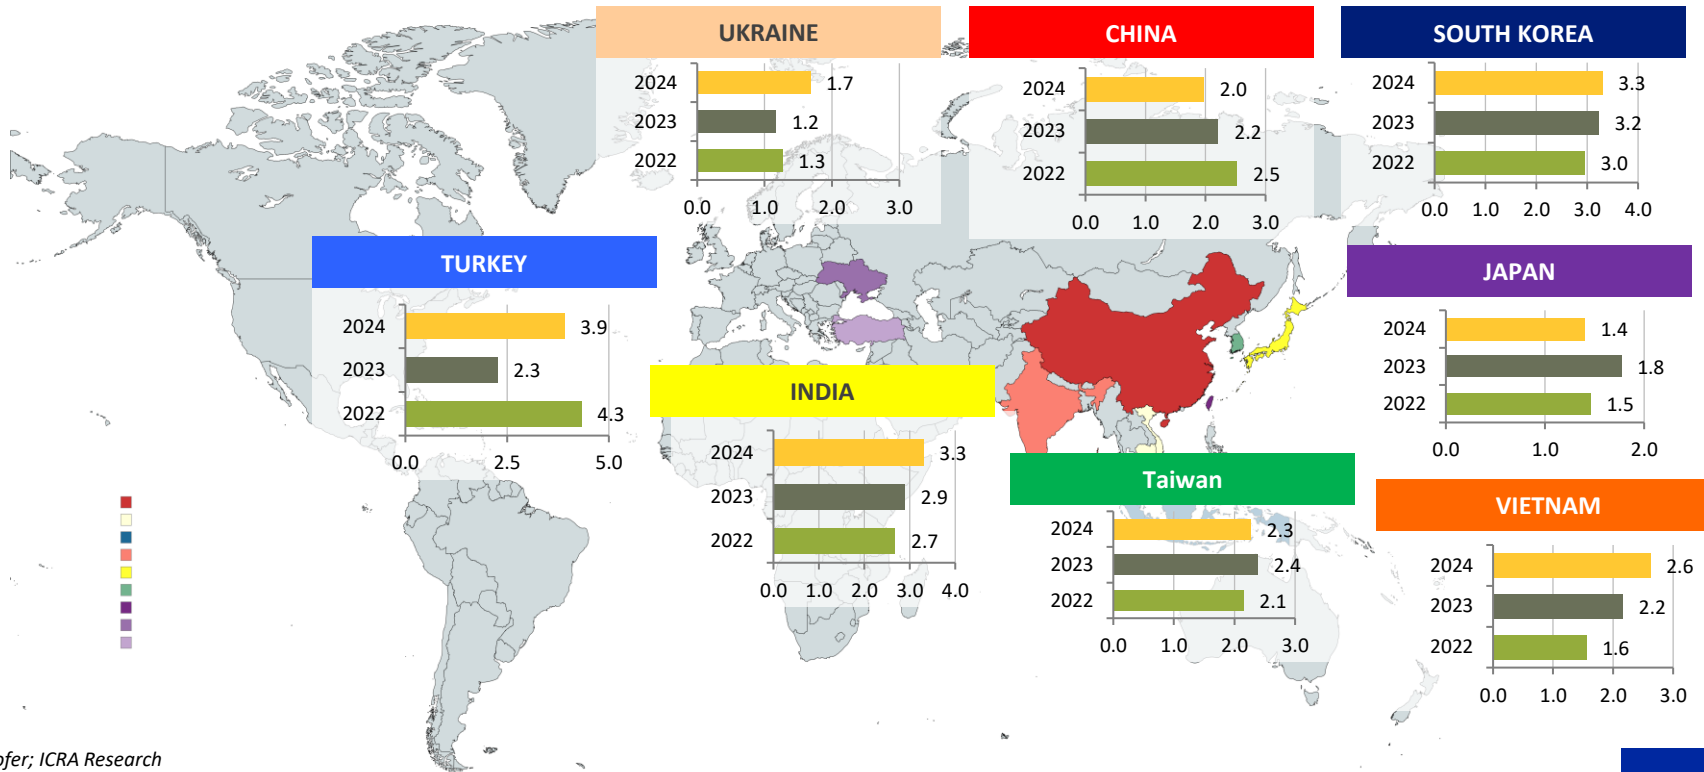 UKRAINE
2024 1.7
2023 1.2
2022 1.3
0.0 1.0 2.0 3.0
CHINA
2024 2.0
2023 2.2
2022 2.5
0.0 1.0 2.0 3.0
SOUTH KOREA
2024 3.3
2023 3.2
2022 3.0
0.0 1.0 2.0 3.0 4.0
TURKEY
2024 3.9
2023 2.3
2022 4.3
0.0 2.5 5.0
JAPAN
2024 1.4
2023 1.8
2022 1.5
0.0 1.0 2.0
INDIA
2024 3.3
2023 2.9
2022 2.7
0.0 1.0 2.0 3.0 4.0
Taiwan
2024 2.3
2023 2.4
2022 2.1
0.0 1.0 2.0 3.0
VIETNAM
2024 2.6
2023 2.2
2022 1.6
0.0 1.0 2.0 3.0
ofer; ICRA Research